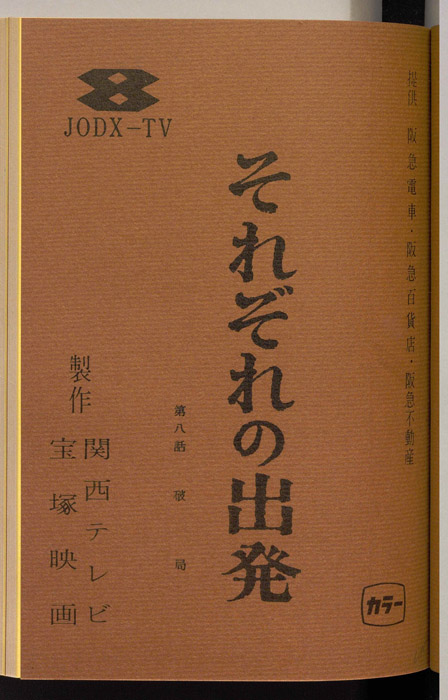 提供 阪急電車・阪急百貨店・阪急不動産
カラー
それぞれの出発
第八話 破局
JODX-TV
製作
関西テレビ
宝塚映画